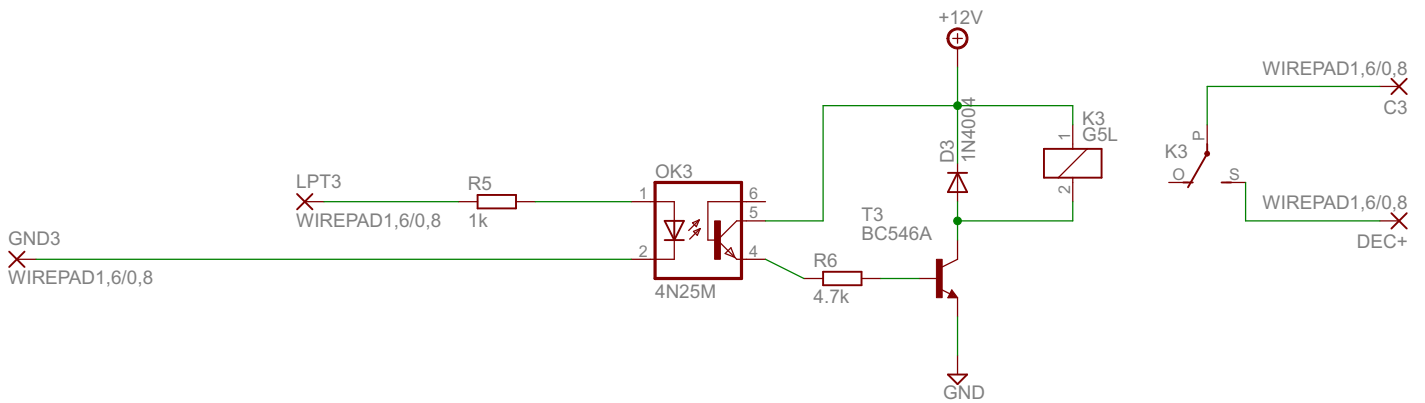 +12V
WIREPAD1,6/0,8
C3
K3
G5L
1
2
D3
1N4004
P
K3
O
S
WIREPAD1,6/0,8
DEC+
OK3
LPT3
R5
1
6
5
WIREPAD1,6/0,8
1k
T3
BC546A
GND3
2
4
WIREPAD1,6/0,8
R6
4N25M
4.7k
GND